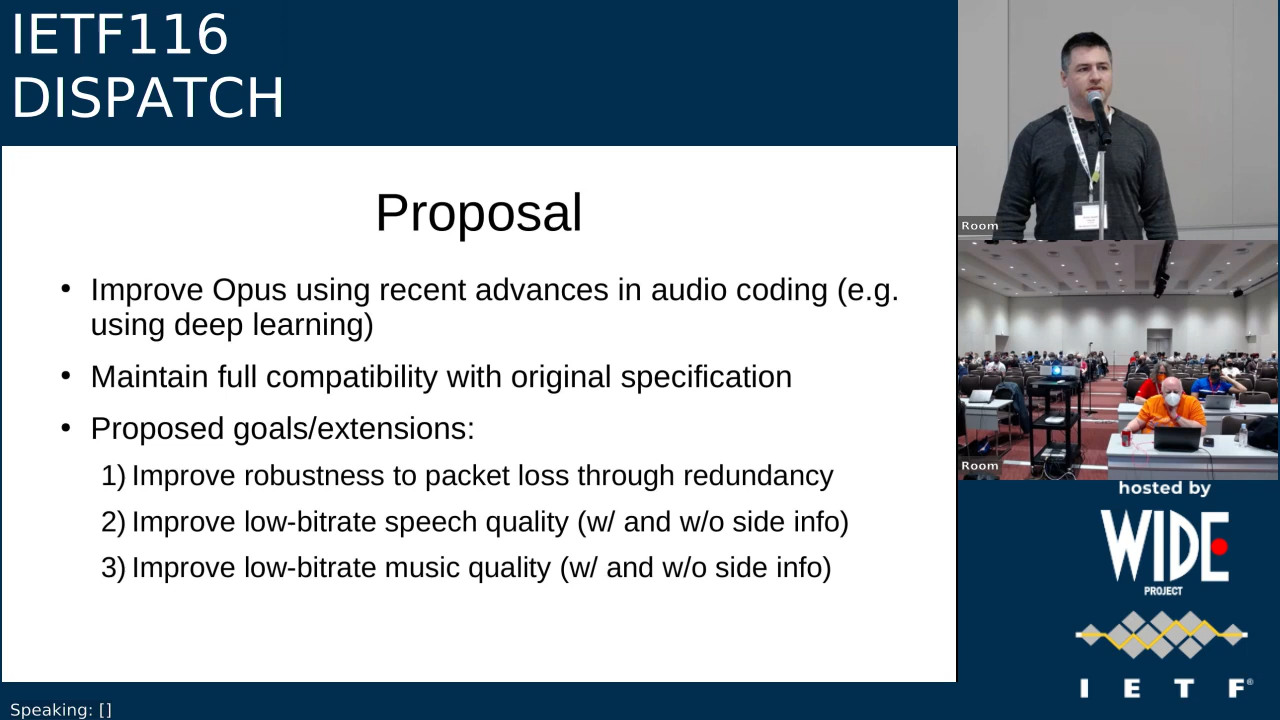 IETF116
DISPATCH
Proposal
• Improve Opus using recent advances in audio coding (e.g.
using deep learning)
• Maintain full compatibility with original specification
• Proposed goals/extensions:
1) Improve robustness to packet loss through redundancy
2) Improve low-bitrate speech quality (w/ and w/o side info)
3) Improve low-bitrate music quality (w/ and w/o side info)
Speaking: []
Room
Room
hosted by
WIDE
PROJECT
I E T F®